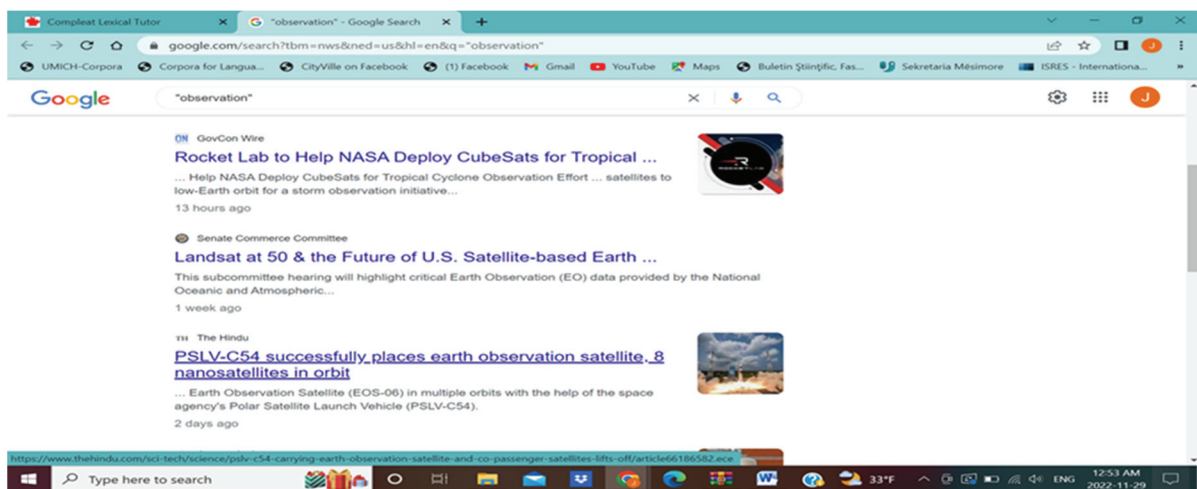 Compleat Lexical Tutor
"observation" - Google Search
google.com/search?tbm=nws&ned=us&hl=en&q="observation"
UMICH-Corpora
Corpora for Langua...
CityVille on Facebook
(1) Facebook
Gmail
YouTube
Maps
Buletin Științific, Fas...
Sekretaria Mësimore
ISRES - Internationa...
Google
"observation"
J
GovCon Wire
Rocket Lab to Help NASA Deploy CubeSats for Tropical ...
... Help NASA Deploy CubeSats for Tropical Cyclone Observation Effort ... satellites to
low-Earth orbit for a storm observation initiative...
13 hours ago
Senate Commerce Committee
Landsat at 50 & the Future of U.S. Satellite-based Earth ...
This subcommittee hearing will highlight critical Earth Observation (EO) data provided by the National
Oceanic and Atmospheric...
1 week ago
TH The Hindu
PSLV-C54 successfully places earth observation satellite, 8
nanosatellites in orbit
... Earth Observation Satellite (EOS-06) in multiple orbits with the help of the space
agency's Polar Satellite Launch Vehicle (PSLV-C54).
2 days ago
https://www.thehindu.com/sci-tech/science/pslv-c54-carrying-earth-observation-satellite-and-co-passenger-satellites-lifts-off/article66186582.ece
Type here to search
33°F
ENG
12:53 AM
2022-11-29